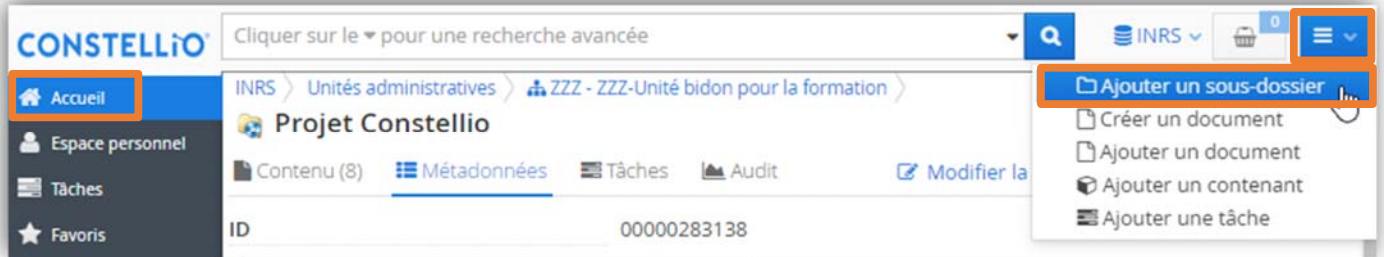 CONSTELLiO
Cliquer sur le pour une recherche avancée
INRS
0
Accueil
Espace personnel
Tâches
Favoris
INRS Unités administratives ZZZ - ZZZ-Unité bidon pour la formation
Projet Constellio
Contenu (8) Métadonnées Tâches Audit Modifier la
ID 00000283138
Ajouter un sous-dossier
Créer un document
Ajouter un document
Ajouter un contenant
Ajouter une tâche